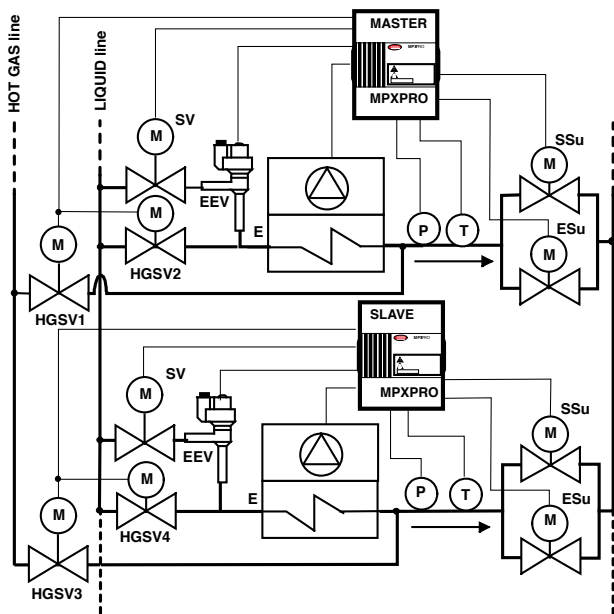 HOT GAS line
LIQUID line
MASTER
MPXPRO
M
SV
M
SSu
M
EEV
HGSV2
E
P
T
M
ESu
M
HGSV1
SLAVE
MPXPRO
M
SV
M
SSu
M
EEV
HGSV4
E
P
T
M
ESu
M
HGSV3